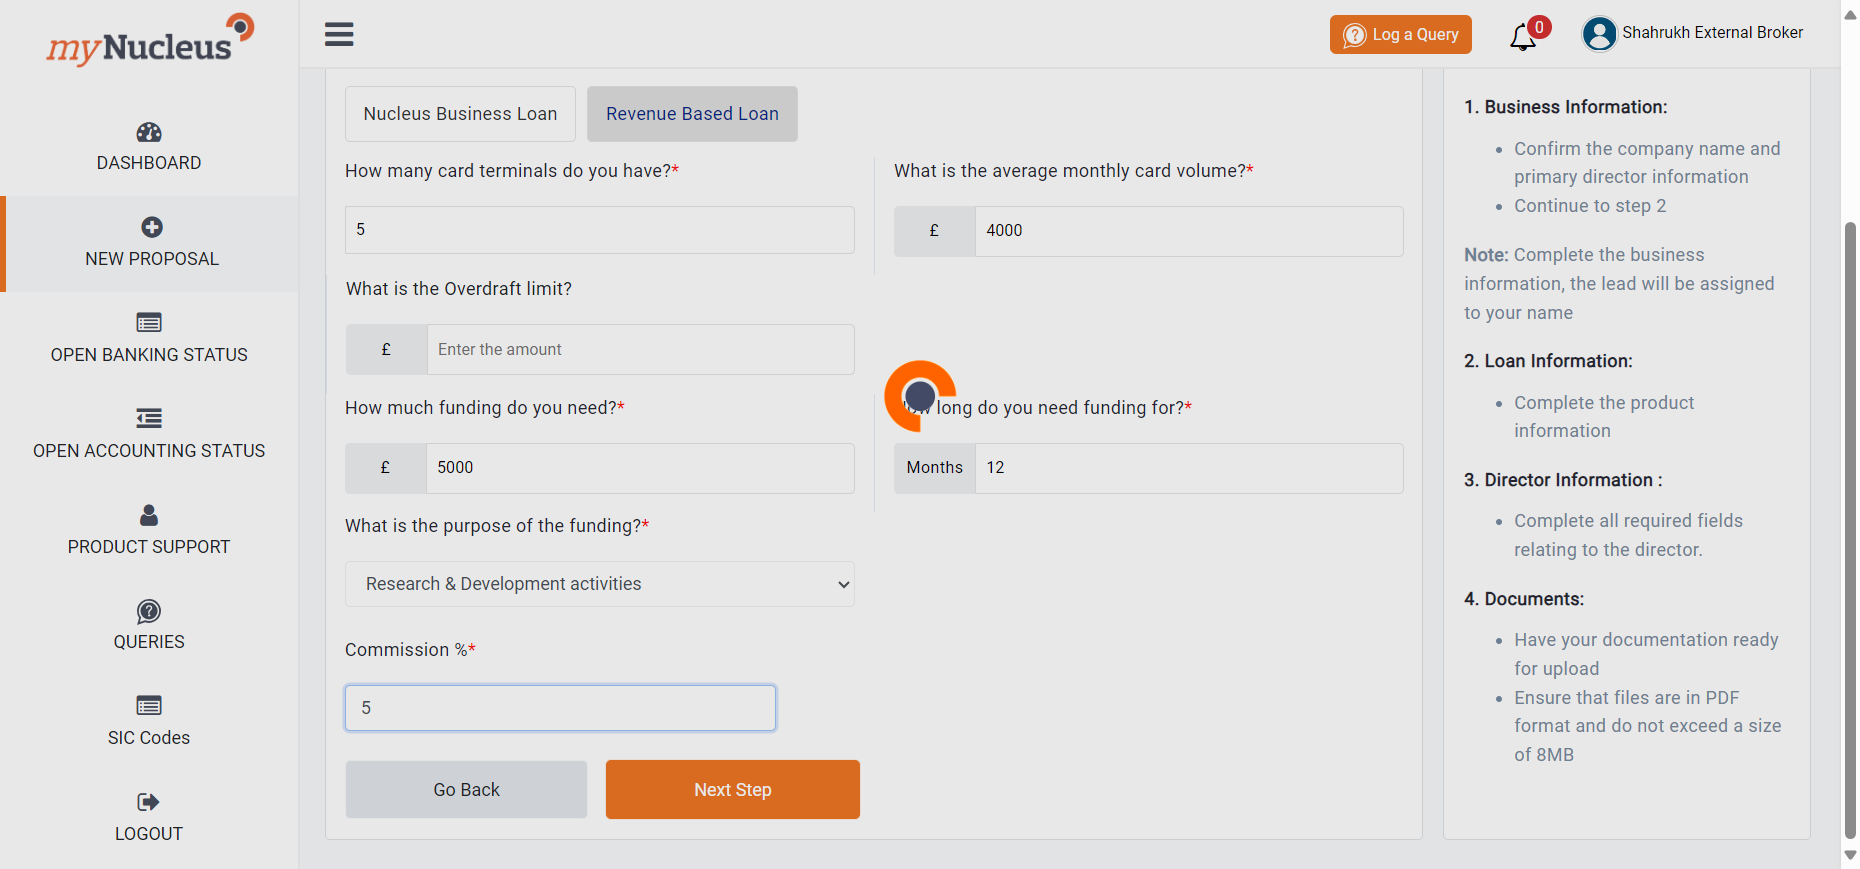 myNucleus
DASHBOARD
NEW PROPOSAL
OPEN BANKING STATUS
OPEN ACCOUNTING STATUS
PRODUCT SUPPORT
QUERIES
SIC Codes
LOGOUT
? Log a Query
0
Shahrukh External Broker
Nucleus Business Loan
Revenue Based Loan
How many card terminals do you have?*
5
What is the average monthly card volume?*
£ 4000
What is the Overdraft limit?
£ Enter the amount
How much funding do you need?*
£ 5000
long do you need funding for?*
Months 12
What is the purpose of the funding?*
Research & Development activities
Commission %*
5
Go Back
Next Step
1. Business Information:
• Confirm the company name and
primary director information
• Continue to step 2
Note: Complete the business
information, the lead will be assigned
to your name
2. Loan Information:
• Complete the product
information
3. Director Information :
• Complete all required fields
relating to the director.
4. Documents:
• Have your documentation ready
for upload
• Ensure that files are in PDF
format and do not exceed a size
of 8MB